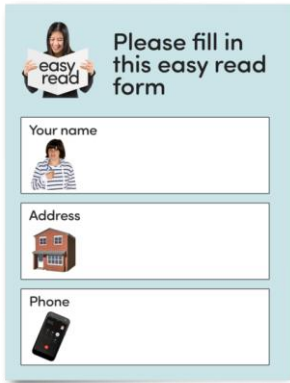 easy
read
Please fill in
this easy read
form
Your name
Address
Phone